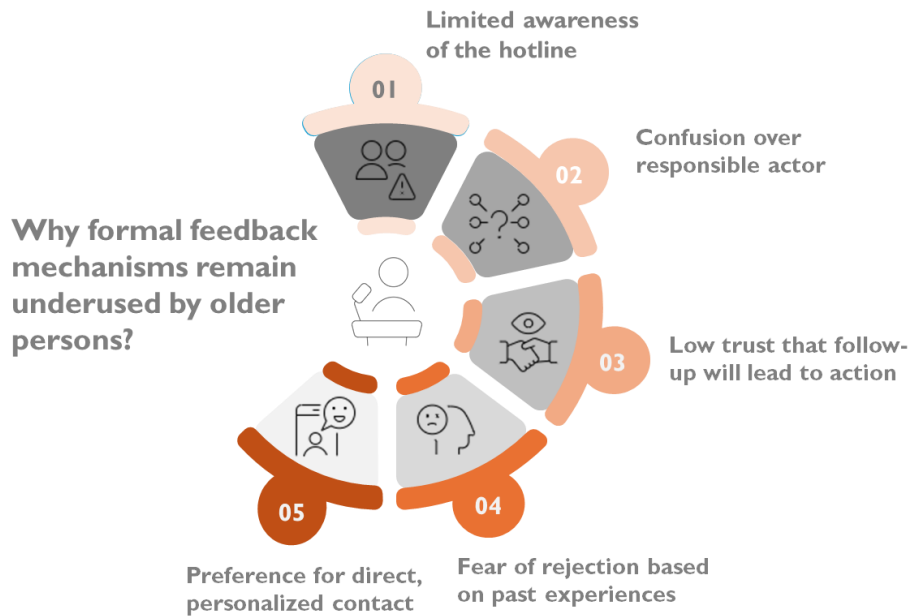 Why formal feedback
mechanisms remain
underused by older
persons?
01
Limited awareness
of the hotline
02
Confusion over
responsible actor
03
Low trust that follow-
up will lead to action
04
Fear of rejection based
on past experiences
05
Preference for direct,
personalized contact